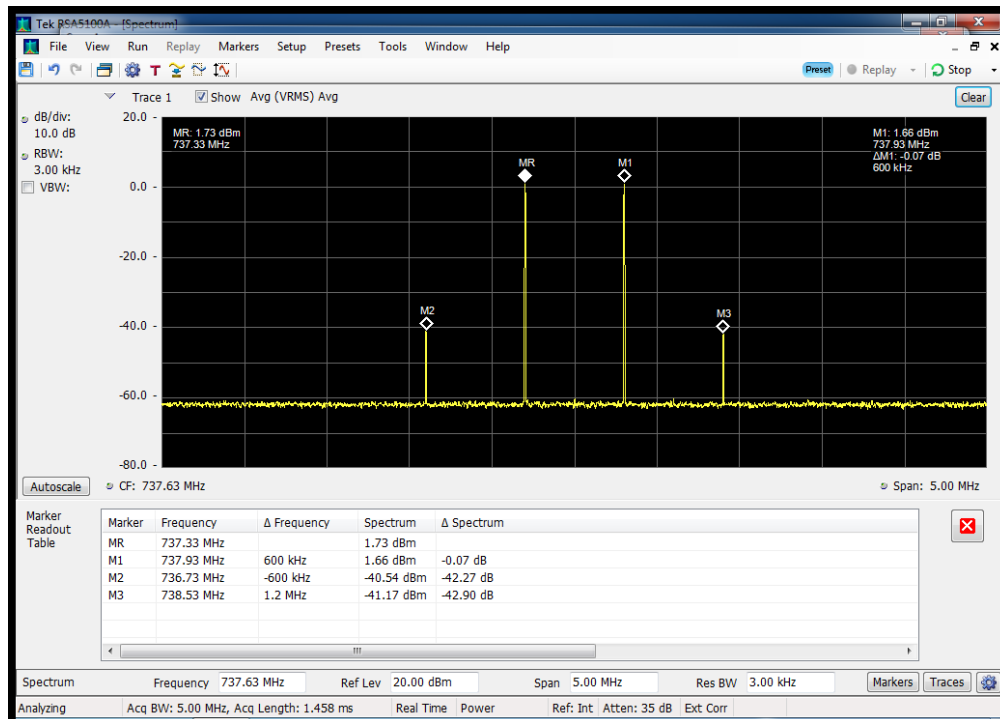 Tek RSA5100A - [Spectrum]
File View Run Replay Markers Setup Presets Tools Window Help
Preset Replay Stop
Trace 1 Show Avg (VRMS) Avg Clear
dB/div:
10.0 dB
RBW:
3.00 kHz
VBW:
20.0
0.0
-20.0
-40.0
-60.0
-80.0
MR: 1.73 dBm
737.33 MHz
M1: 1.66 dBm
737.93 MHz
ΔM1: -0.07 dB
600 kHz
MR
M1
M2
M3
Autoscale CF: 737.63 MHz Span: 5.00 MHz
Marker
Readout
Table
Marker Frequency Δ Frequency Spectrum Δ Spectrum
MR 737.33 MHz 1.73 dBm
M1 737.93 MHz 600 kHz 1.66 dBm -0.07 dB
M2 736.73 MHz -600 kHz -40.54 dBm -42.27 dB
M3 738.53 MHz 1.2 MHz -41.17 dBm -42.90 dB
Spectrum Frequency 737.63 MHz Ref Lev 20.00 dBm Span 5.00 MHz Res BW 3.00 kHz Markers Traces
Analyzing Acq BW: 5.00 MHz, Acq Length: 1.458 ms Real Time Power Ref: Int Atten: 35 dB Ext Corr